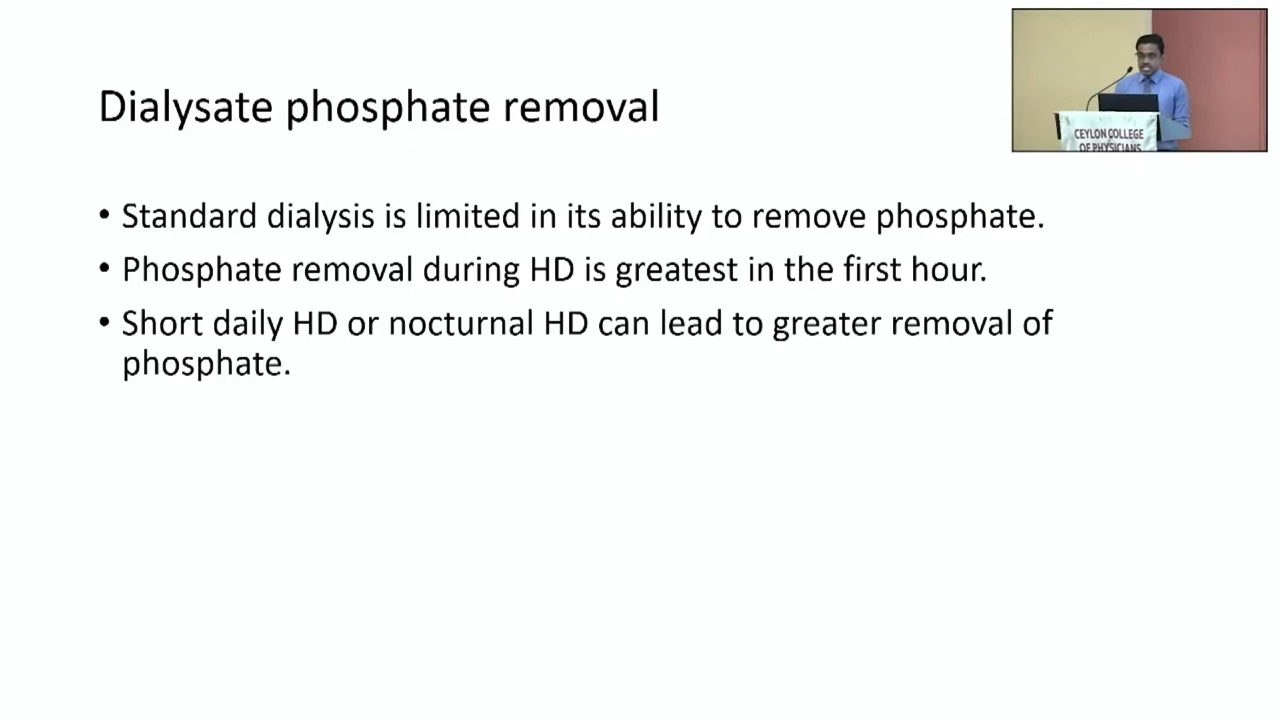 Dialysate phosphate removal
• Standard dialysis is limited in its ability to remove phosphate.
• Phosphate removal during HD is greatest in the first hour.
• Short daily HD or nocturnal HD can lead to greater removal of
phosphate.
CEYLON COLLEGE
OF PHYSICIANS